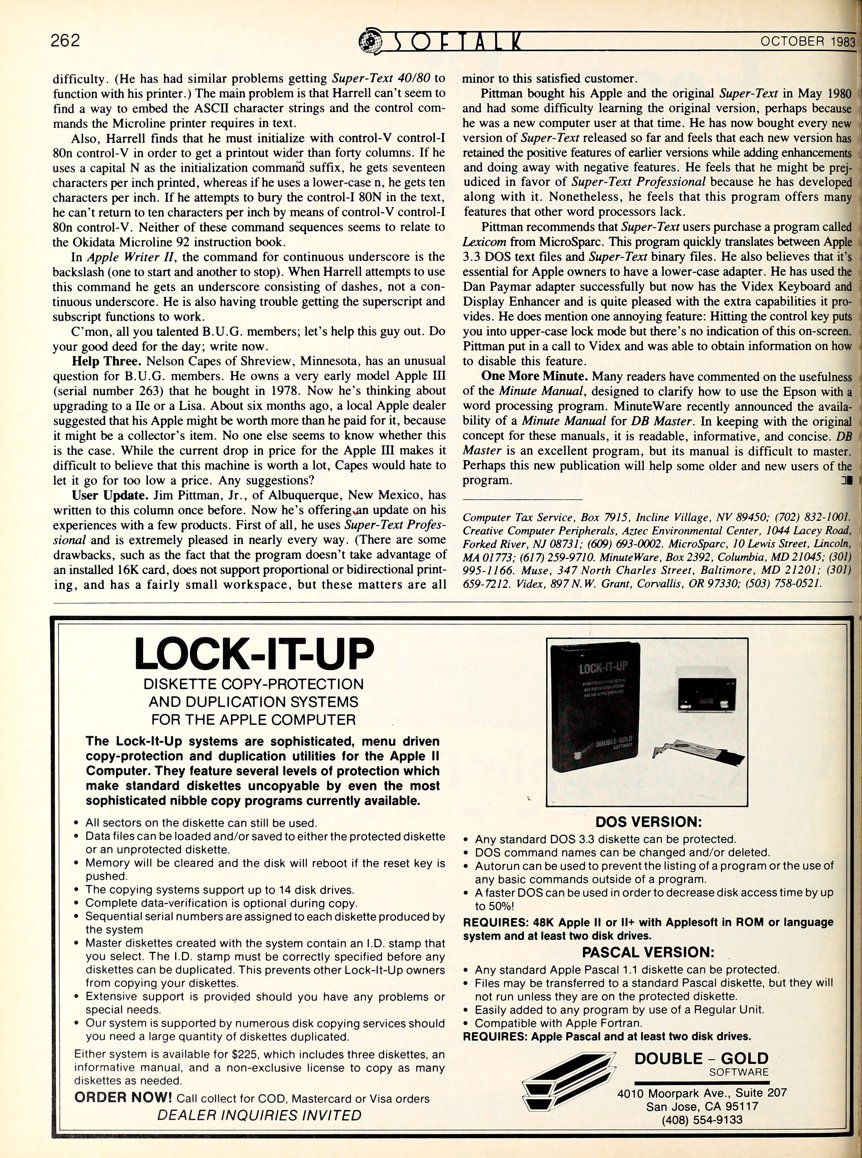 262
SOFTALK
OCTOBER 1983
difficulty. (He has had similar problems getting Super-Text 40/80 to
function with his printer.) The main problem is that Harrell can't seem to
find a way to embed the ASCII character strings and the control com-
mands the Microline printer requires in text.
Also, Harrell finds that he must initialize with control-V control-I
80n control-V in order to get a printout wider than forty columns. If he
uses a capital N as the initialization command suffix, he gets seventeen
characters per inch printed, whereas if he uses a lower-case n, he gets ten
characters per inch. If he attempts to bury the control-I 80N in the text,
he can't return to ten characters per inch by means of control-V control-I
80n control-V. Neither of these command sequences seems to relate to
the Okidata Microline 92 instruction book.
In Apple Writer II, the command for continuous underscore is the
backslash (one to start and another to stop). When Harrell attempts to use
this command he gets an underscore consisting of dashes, not a con-
tinuous underscore. He is also having trouble getting the superscript and
subscript functions to work.
C'mon, all you talented B.U.G. members; let's help this guy out. Do
your good deed for the day; write now.
Help Three. Nelson Capes of Shreview, Minnesota, has an unusual
question for B.U.G. members. He owns a very early model Apple III
(serial number 263) that he bought in 1978. Now he's thinking about
upgrading to a IIe or a Lisa. About six months ago, a local Apple dealer
suggested that his Apple might be worth more than he paid for it, because
it might be a collector's item. No one else seems to know whether this
is the case. While the current drop in price for the Apple III makes it
difficult to believe that this machine is worth a lot, Capes would hate to
let it go for too low a price. Any suggestions?
User Update. Jim Pittman, Jr., of Albuquerque, New Mexico, has
written to this column once before. Now he's offering an update on his
experiences with a few products. First of all, he uses Super-Text Profes-
sional and is extremely pleased in nearly every way. (There are some
drawbacks, such as the fact that the program doesn't take advantage of
an installed 16K card, does not support proportional or bidirectional print-
ing, and has a fairly small workspace, but these matters are all
minor to this satisfied customer.
Pittman bought his Apple and the original Super-Text in May 1980
and had some difficulty learning the original version, perhaps because
he was a new computer user at that time. He has now bought every new
version of Super-Text released so far and feels that each new version has
retained the positive features of earlier versions while adding enhancements
and doing away with negative features. He feels that he might be prej-
udiced in favor of Super-Text Professional because he has developed
along with it. Nonetheless, he feels that this program offers many
features that other word processors lack.
Pittman recommends that Super-Text users purchase a program called
Lexicom from MicroSparc. This program quickly translates between Apple
3.3 DOS text files and Super-Text binary files. He also believes that it's
essential for Apple owners to have a lower-case adapter. He has used the
Dan Paymar adapter successfully but now has the Videx Keyboard and
Display Enhancer and is quite pleased with the extra capabilities it pro-
vides. He does mention one annoying feature: Hitting the control key puts
you into upper-case lock mode but there's no indication of this on-screen.
Pittman put in a call to Videx and was able to obtain information on how
to disable this feature.
One More Minute. Many readers have commented on the usefulness
of the Minute Manual, designed to clarify how to use the Epson with a
word processing program. MinuteWare recently announced the availa-
bility of a Minute Manual for DB Master. In keeping with the original
concept for these manuals, it is readable, informative, and concise. DB
Master is an excellent program, but its manual is difficult to master.
Perhaps this new publication will help some older and new users of the
program.
Computer Tax Service, Box 7915, Incline Village, NV 89450; (702) 832-1001.
Creative Computer Peripherals, Aztec Environmental Center, 1044 Lacey Road,
Forked River, NJ 08731; (609) 693-0002. MicroSparc, 10 Lewis Street, Lincoln,
MA 01773; (617) 259-9710. MinuteWare, Box 2392, Columbia, MD 21045; (301)
995-1166. Muse, 347 North Charles Street, Baltimore, MD 21201; (301)
659-7212. Videx, 897 N.W. Grant, Corvallis, OR 97330; (503) 758-0521.
LOCK-IT-UP
DISKETTE COPY-PROTECTION
AND DUPLICATION SYSTEMS
FOR THE APPLE COMPUTER
The Lock-It-Up systems are sophisticated, menu driven
copy-protection and duplication utilities for the Apple II
Computer. They feature several levels of protection which
make standard diskettes uncopyable by even the most
sophisticated nibble copy programs currently available.
• All sectors on the diskette can still be used.
• Data files can be loaded and/or saved to either the protected diskette
or an unprotected diskette.
• Memory will be cleared and the disk will reboot if the reset key is
pushed.
• The copying systems support up to 14 disk drives.
• Complete data-verification is optional during copy.
• Sequential serial numbers are assigned to each diskette produced by
the system
• Master diskettes created with the system contain an I.D. stamp that
you select. The I.D. stamp must be correctly specified before any
diskettes can be duplicated. This prevents other Lock-It-Up owners
from copying your diskettes.
• Extensive support is provided should you have any problems or
special needs.
• Our system is supported by numerous disk copying services should
you need a large quantity of diskettes duplicated.
Either system is available for $225, which includes three diskettes, an
informative manual, and a non-exclusive license to copy as many
diskettes as needed.
ORDER NOW! Call collect for COD, Mastercard or Visa orders
DEALER INQUIRIES INVITED
LOCK-IT-UP
DISKETTE COPY-PROTECTION
AND DUPLICATION SYSTEMS
FOR THE APPLE COMPUTER
DOUBLE-GOLD
SOFTWARE
DOS VERSION:
• Any standard DOS 3.3 diskette can be protected.
• DOS command names can be changed and/or deleted.
• Autorun can be used to prevent the listing of a program or the use of
any basic commands outside of a program.
• A faster DOS can be used in order to decrease disk access time by up
to 50%!
REQUIRES: 48K Apple II or II+ with Applesoft in ROM or language
system and at least two disk drives.
PASCAL VERSION:
• Any standard Apple Pascal 1.1 diskette can be protected.
• Files may be transferred to a standard Pascal diskette, but they will
not run unless they are on the protected diskette.
• Easily added to any program by use of a Regular Unit.
• Compatible with Apple Fortran.
REQUIRES: Apple Pascal and at least two disk drives.
DOUBLE – GOLD
SOFTWARE
4010 Moorpark Ave., Suite 207
San Jose, CA 95117
(408) 554-9133